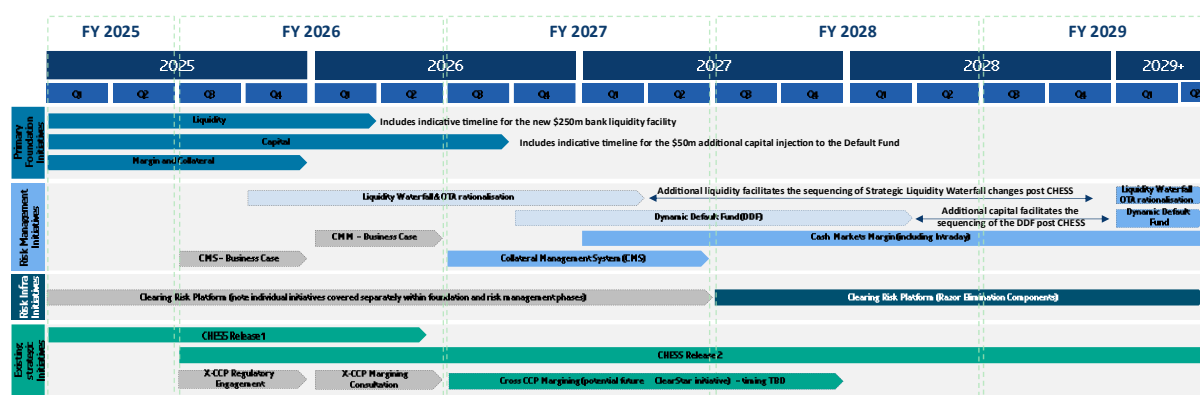 FY 2025
FY 2026
FY 2027
FY 2028
FY 2029
2025
2026
2027
2028
2029+
Q1
Q2
Q3
Q4
Q1
Q2
Q3
Q4
Q1
Q2
Q3
Q4
Q1
Q2
Q3
Q4
Q1
Q2
Primary
Foundation
Initiatives
Liquidity
Includes indicative timeline for the new $250m bank liquidity facility
Capital
Includes indicative timeline for the $50m additional capital injection to the Default Fund
Margin and Collateral
Risk Management
Initiatives
Liquidity Waterfall & OTA rationalisation
Additional liquidity facilitates the sequencing of Strategic Liquidity Waterfall changes post CHESS
Liquidity Waterfall
OTA rationalisation
Dynamic Default Fund (DDF)
Additional capital facilitates the
sequencing of the DDF post CHESS
Dynamic Default
Fund
CMM – Business Case
Cash Markets Margin (including Intraday)
CMS – Business Case
Collateral Management System (CMS)
Risk Infra
Initiatives
Clearing Risk Platform (note individual initiatives covered separately within foundation and risk management phases)
Clearing Risk Platform (Razor Elimination Components)
Existing
strategic
Initiatives
CHESS Release 1
CHESS Release 2
X-CCP Regulatory
Engagement
X-CCP Margining
Consultation
Cross CCP Margining (potential future ClearStar initiative) – timing TBD